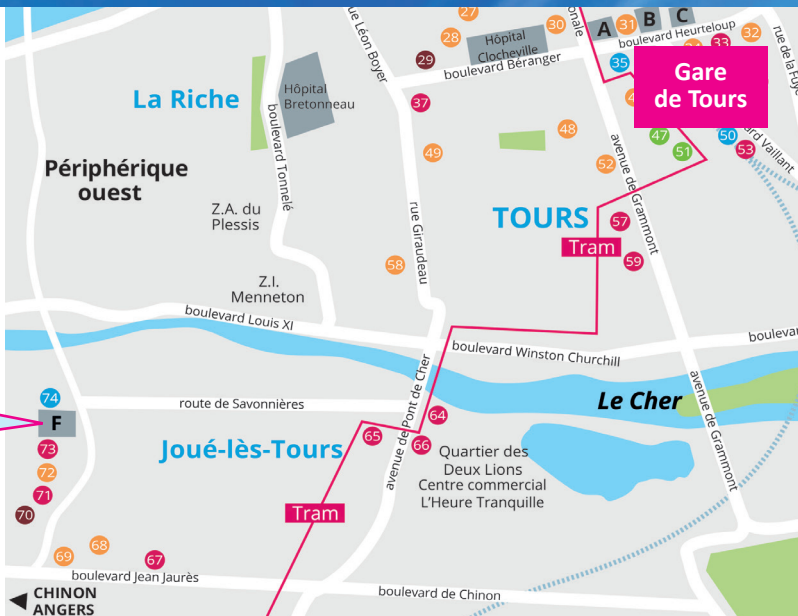 27
30
A
31
B
C
32
28
Hôpital
Clocheville
boulevard Heurteloup
33
rue Léon Boyer
29
boulevard Béranger
35
rue de la Fuye
Gare
de Tours
La Riche
Hôpital
Bretonneau
37
boulevard Tonnelé
48
47
50
49
51
53
52
Vaillant
avenue de Grammont
Périphérique
ouest
Z.A. du
Plessis
rue Giraudeau
TOURS
57
Tram
59
58
Z.I.
Menneton
boulevard Louis XI
boulevard Winston Churchill
avenue de Pont de Cher
avenue de Grammont
Le Cher
74
route de Savonnières
F
64
73
Joué-lès-Tours
65
66
Quartier des
Deux Lions
Centre commercial
L'Heure Tranquille
72
71
70
Tram
68
69
67
boulevard Jean Jaurès
boulevard de Chinon
CHINON
ANGERS